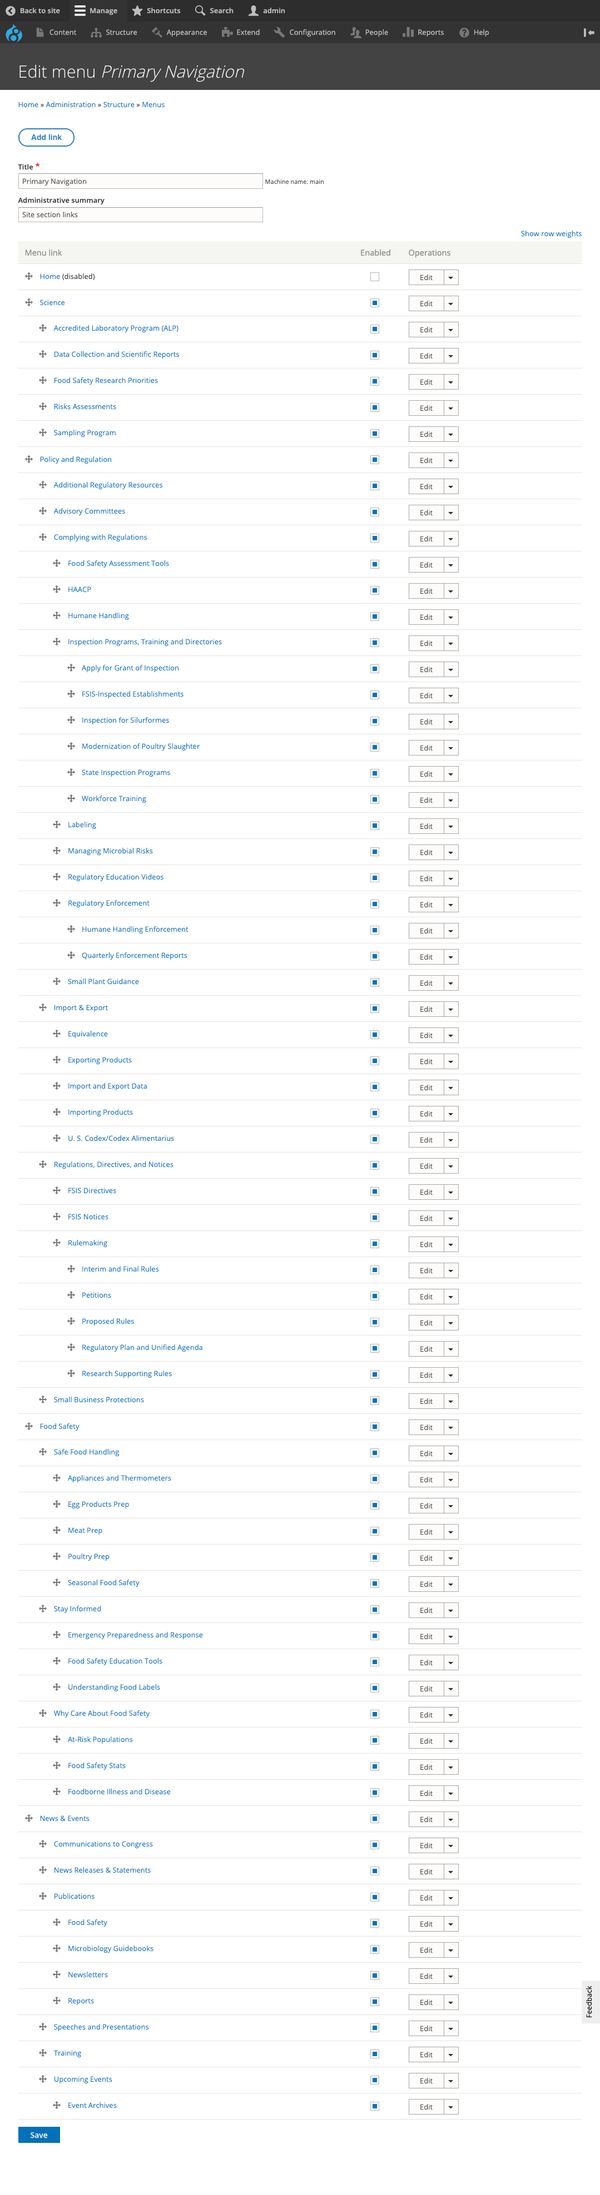 Back to site Manage Shortcuts Search admin
Content Structure Appearance Extend Configuration People Reports Help
Edit menu Primary Navigation
Home » Administration » Structure » Menus
Add link
Title *
Primary Navigation Machine name: main
Administrative summary
Site section links
Show row weights
Menu link Enabled Operations
Home (disabled) Edit
Science Edit
Accredited Laboratory Program (ALP) Edit
Data Collection and Scientific Reports Edit
Food Safety Research Priorities Edit
Risks Assessments Edit
Sampling Program Edit
Policy and Regulation Edit
Additional Regulatory Resources Edit
Advisory Committees Edit
Complying with Regulations Edit
Food Safety Assessment Tools Edit
HAACP Edit
Humane Handling Edit
Inspection Programs, Training and Directories Edit
Apply for Grant of Inspection Edit
FSIS-Inspected Establishments Edit
Inspection for Silurformes Edit
Modernization of Poultry Slaughter Edit
State Inspection Programs Edit
Workforce Training Edit
Labeling Edit
Managing Microbial Risks Edit
Regulatory Education Videos Edit
Regulatory Enforcement Edit
Humane Handling Enforcement Edit
Quarterly Enforcement Reports Edit
Small Plant Guidance Edit
Import & Export Edit
Equivalence Edit
Exporting Products Edit
Import and Export Data Edit
Importing Products Edit
U. S. Codex/Codex Alimentarius Edit
Regulations, Directives, and Notices Edit
FSIS Directives Edit
FSIS Notices Edit
Rulemaking Edit
Interim and Final Rules Edit
Petitions Edit
Proposed Rules Edit
Regulatory Plan and Unified Agenda Edit
Research Supporting Rules Edit
Small Business Protections Edit
Food Safety Edit
Safe Food Handling Edit
Appliances and Thermometers Edit
Egg Products Prep Edit
Meat Prep Edit
Poultry Prep Edit
Seasonal Food Safety Edit
Stay Informed Edit
Emergency Preparedness and Response Edit
Food Safety Education Tools Edit
Understanding Food Labels Edit
Why Care About Food Safety Edit
At-Risk Populations Edit
Food Safety Stats Edit
Foodborne Illness and Disease Edit
News & Events Edit
Communications to Congress Edit
News Releases & Statements Edit
Publications Edit
Food Safety Edit
Microbiology Guidebooks Edit
Newsletters Edit
Reports Edit
Feedback
Speeches and Presentations Edit
Training Edit
Upcoming Events Edit
Event Archives Edit
Save